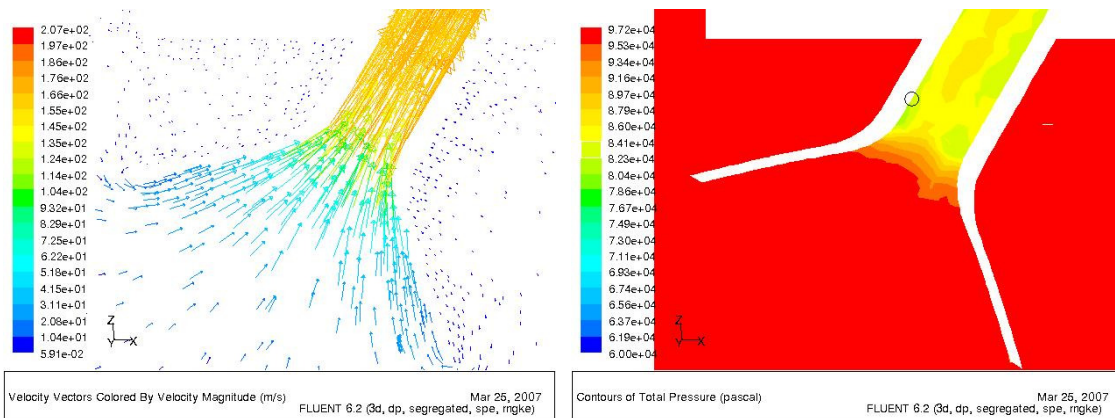 2.07e+02
1.97e+02
1.86e+02
1.76e+02
1.66e+02
1.55e+02
1.45e+02
1.35e+02
1.24e+02
1.14e+02
1.04e+02
9.32e+01
8.29e+01
7.25e+01
6.22e+01
5.18e+01
4.15e+01
3.11e+01
2.08e+01
1.04e+01
5.91e-02
Z
Y X
Velocity Vectors Colored By Velocity Magnitude (m/s)
Mar 25, 2007
FLUENT 6.2 (3d, dp, segregated, spe, rngke)
9.72e+04
9.53e+04
9.34e+04
9.16e+04
8.97e+04
8.79e+04
8.60e+04
8.41e+04
8.23e+04
8.04e+04
7.86e+04
7.67e+04
7.49e+04
7.30e+04
7.11e+04
6.93e+04
6.74e+04
6.56e+04
6.37e+04
6.19e+04
6.00e+04
Z
Y X
Contours of Total Pressure (pascal)
Mar 25, 2007
FLUENT 6.2 (3d, dp, segregated, spe, rngke)